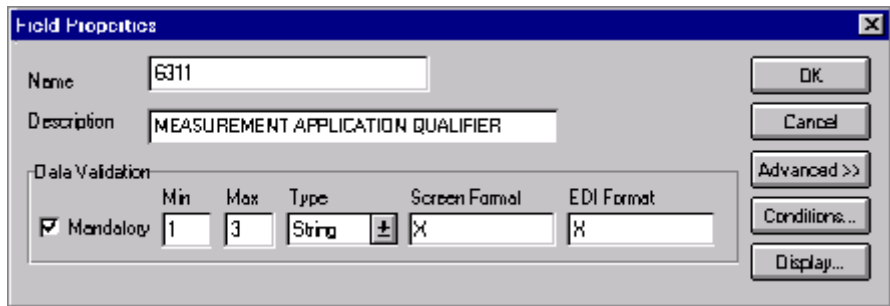 Field Properties
Name 6311 OK
Description MEASUREMENT APPLICATION QUALIFIER Cancel
Data Validation Advanced >>
Min Max Type Screen Format EDI Format
Mandatory 1 3 String X X Conditions...
Display...